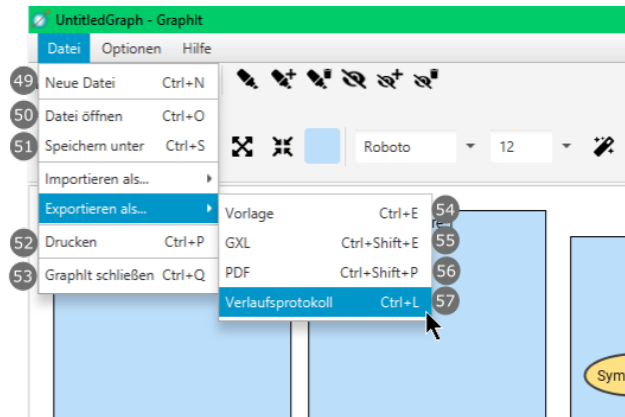 UntitledGraph - GraphIt
Datei Optionen Hilfe
49 Neue Datei Ctrl+N
50 Datei öffnen Ctrl+O
51 Speichern unter Ctrl+S
Roboto 12
Importieren als...
Exportieren als...
Vorlage Ctrl+E 54
52 Drucken Ctrl+P
GXL Ctrl+Shift+E 55
53 GraphIt schließen Ctrl+Q
PDF Ctrl+Shift+P 56
Verlaufsprotokoll Ctrl+L 57
Sym